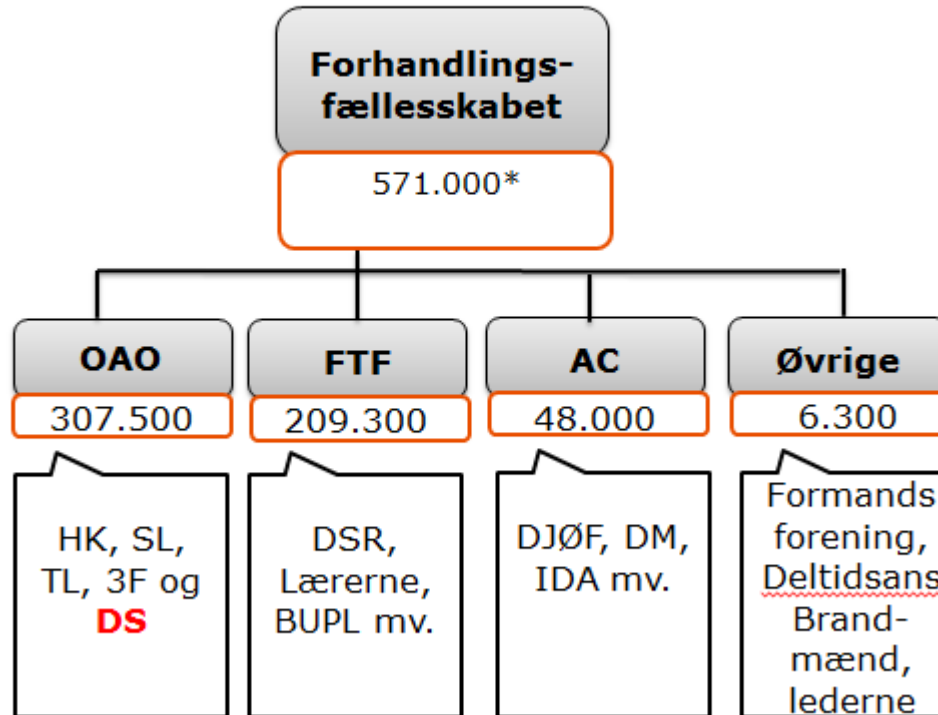 Forhandlings-
fællesskabet
571.000*
OAO
307.500
HK, SL,
TL, 3F og
DS
FTF
209.300
DSR,
Lærerne,
BUPL mv.
AC
48.000
DJØF, DM,
IDA mv.
Øvrige
6.300
Formands
forening,
Deltidsans
Brand-
mænd,
lederne